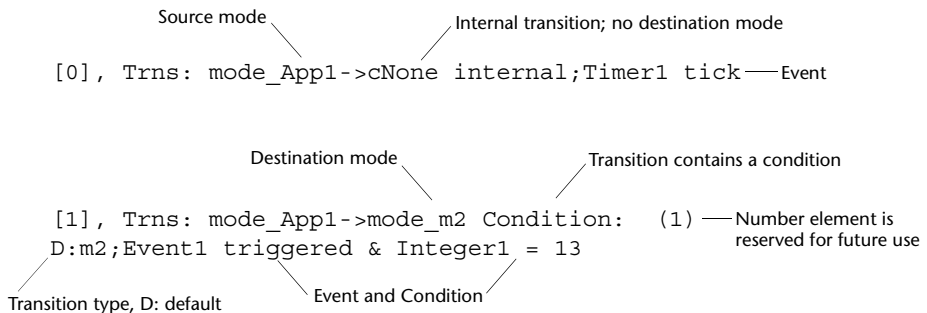 Source mode
Internal transition; no destination mode
[0], Trns: mode_App1->cNone internal;Timer1 tick
Event
Destination mode
Transition contains a condition
[1], Trns: mode_App1->mode_m2 Condition: (1)
Number element is
reserved for future use
D:m2;Event1 triggered & Integer1 = 13
Transition type, D: default
Event and Condition